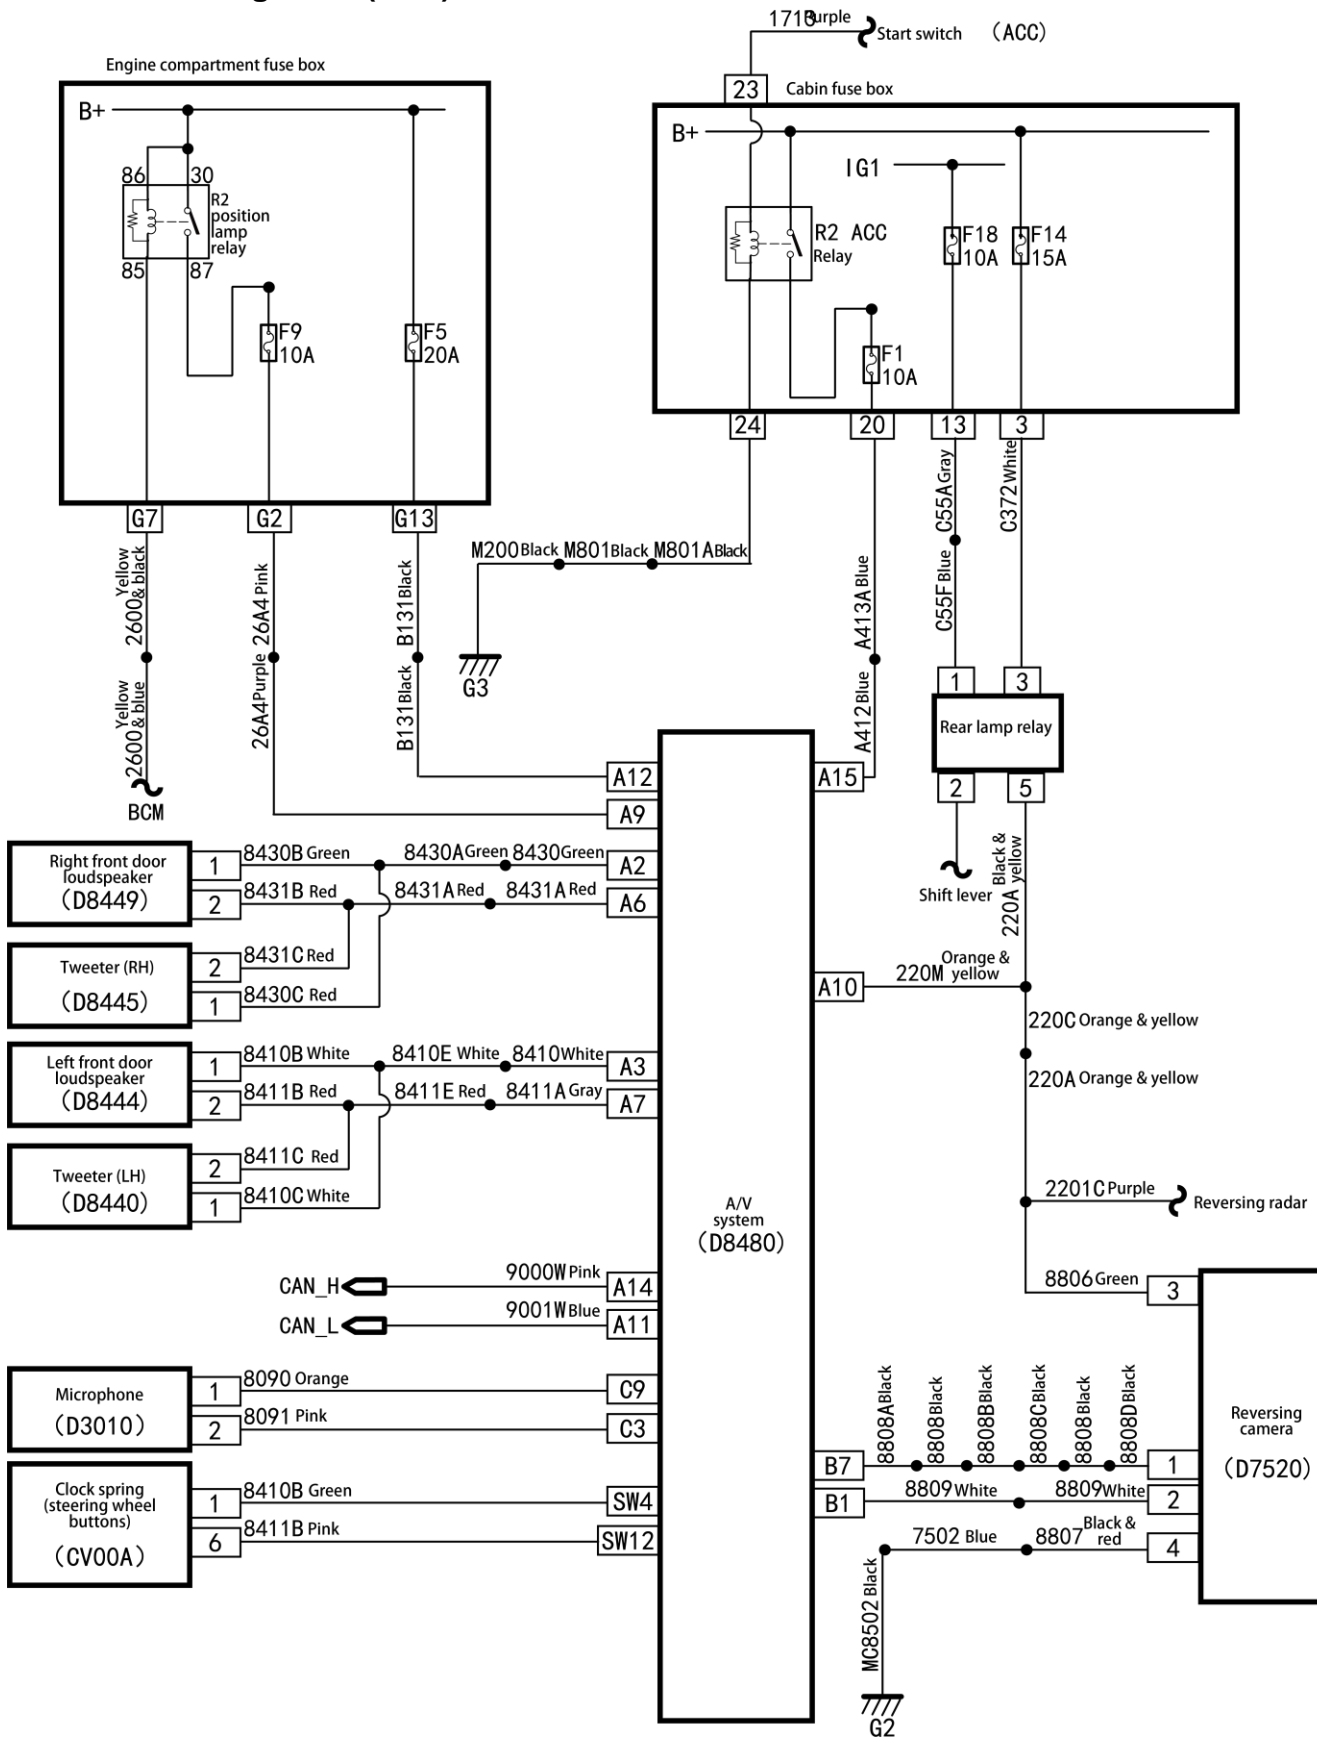 1713 Purple
Start switch (ACC)
Engine compartment fuse box
23
Cabin fuse box
B+
86
30
R2
position
lamp
relay
85
87
F9
10A
F5
20A
B+
IG1
R2 ACC
Relay
F18
10A
F14
15A
F1
10A
24
20
13
3
G7
G2
G13
2600 Yellow & black
26A4 Pink
B131 Black
M200 Black
M801 Black
M801A Black
A413A Blue
C55A Gray
C372 White
C55F Blue
G3
2600 Yellow & blue
26A4 Purple
B131 Black
A412 Blue
BCM
1
3
Rear lamp relay
2
5
Shift lever
220A Black & yellow
A12
A9
A15
Right front door
loudspeaker
(D8449)
1
2
8430B Green
8430A Green
8430 Green
A2
8431B Red
8431A Red
8431A Red
A6
Tweeter (RH)
(D8445)
2
1
8431C Red
8430C Red
A10
220M Orange & yellow
220C Orange & yellow
220A Orange & yellow
Left front door
loudspeaker
(D8444)
1
2
8410B White
8410E White
8410 White
A3
8411B Red
8411E Red
8411A Gray
A7
Tweeter (LH)
(D8440)
2
1
8411C Red
8410C White
A/V
system
(D8480)
2201C Purple
Reversing radar
CAN_H
9000W Pink
A14
CAN_L
9001W Blue
A11
8806 Green
3
Microphone
(D3010)
1
2
8090 Orange
C9
8091 Pink
C3
8808A Black
8808 Black
8808B Black
8808C Black
8808 Black
8808D Black
B7
1
Reversing
camera
(D7520)
Clock spring
(steering wheel
buttons)
(CV00A)
1
6
8410B Green
SW4
8411B Pink
SW12
B1
8809 White
8809 White
2
7502 Blue
8807 Black & red
4
MC8502 Black
G2